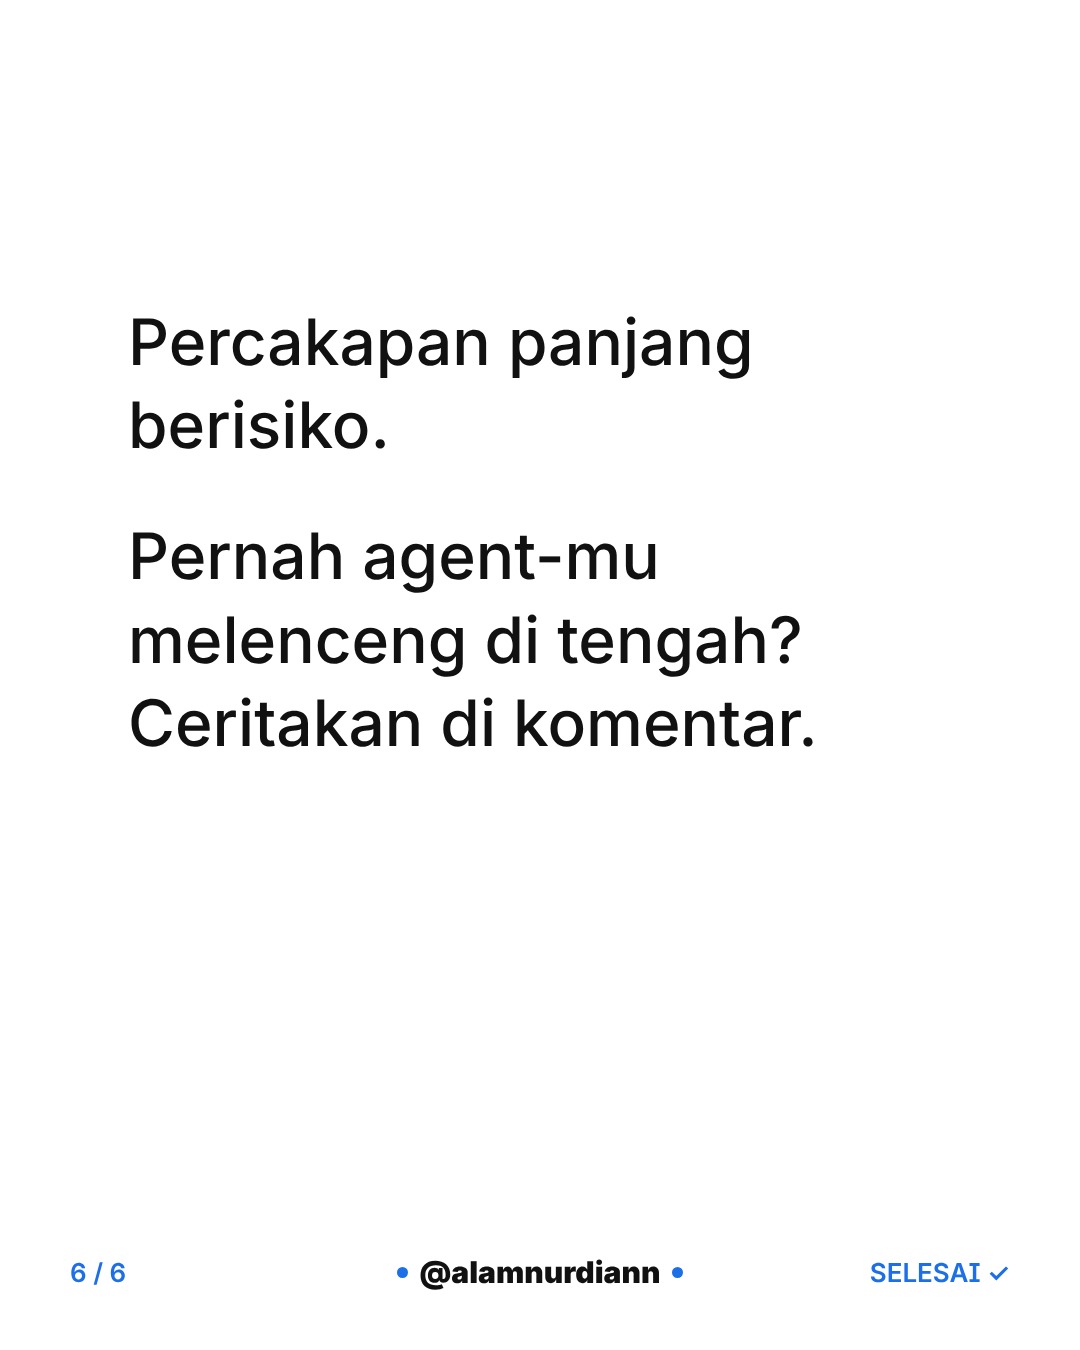 Percakapan panjang
berisiko.
Pernah agent-mu
melenceng di tengah?
Ceritakan di komentar.
6 / 6
• @alamnurdiann •
SELESAI ✓